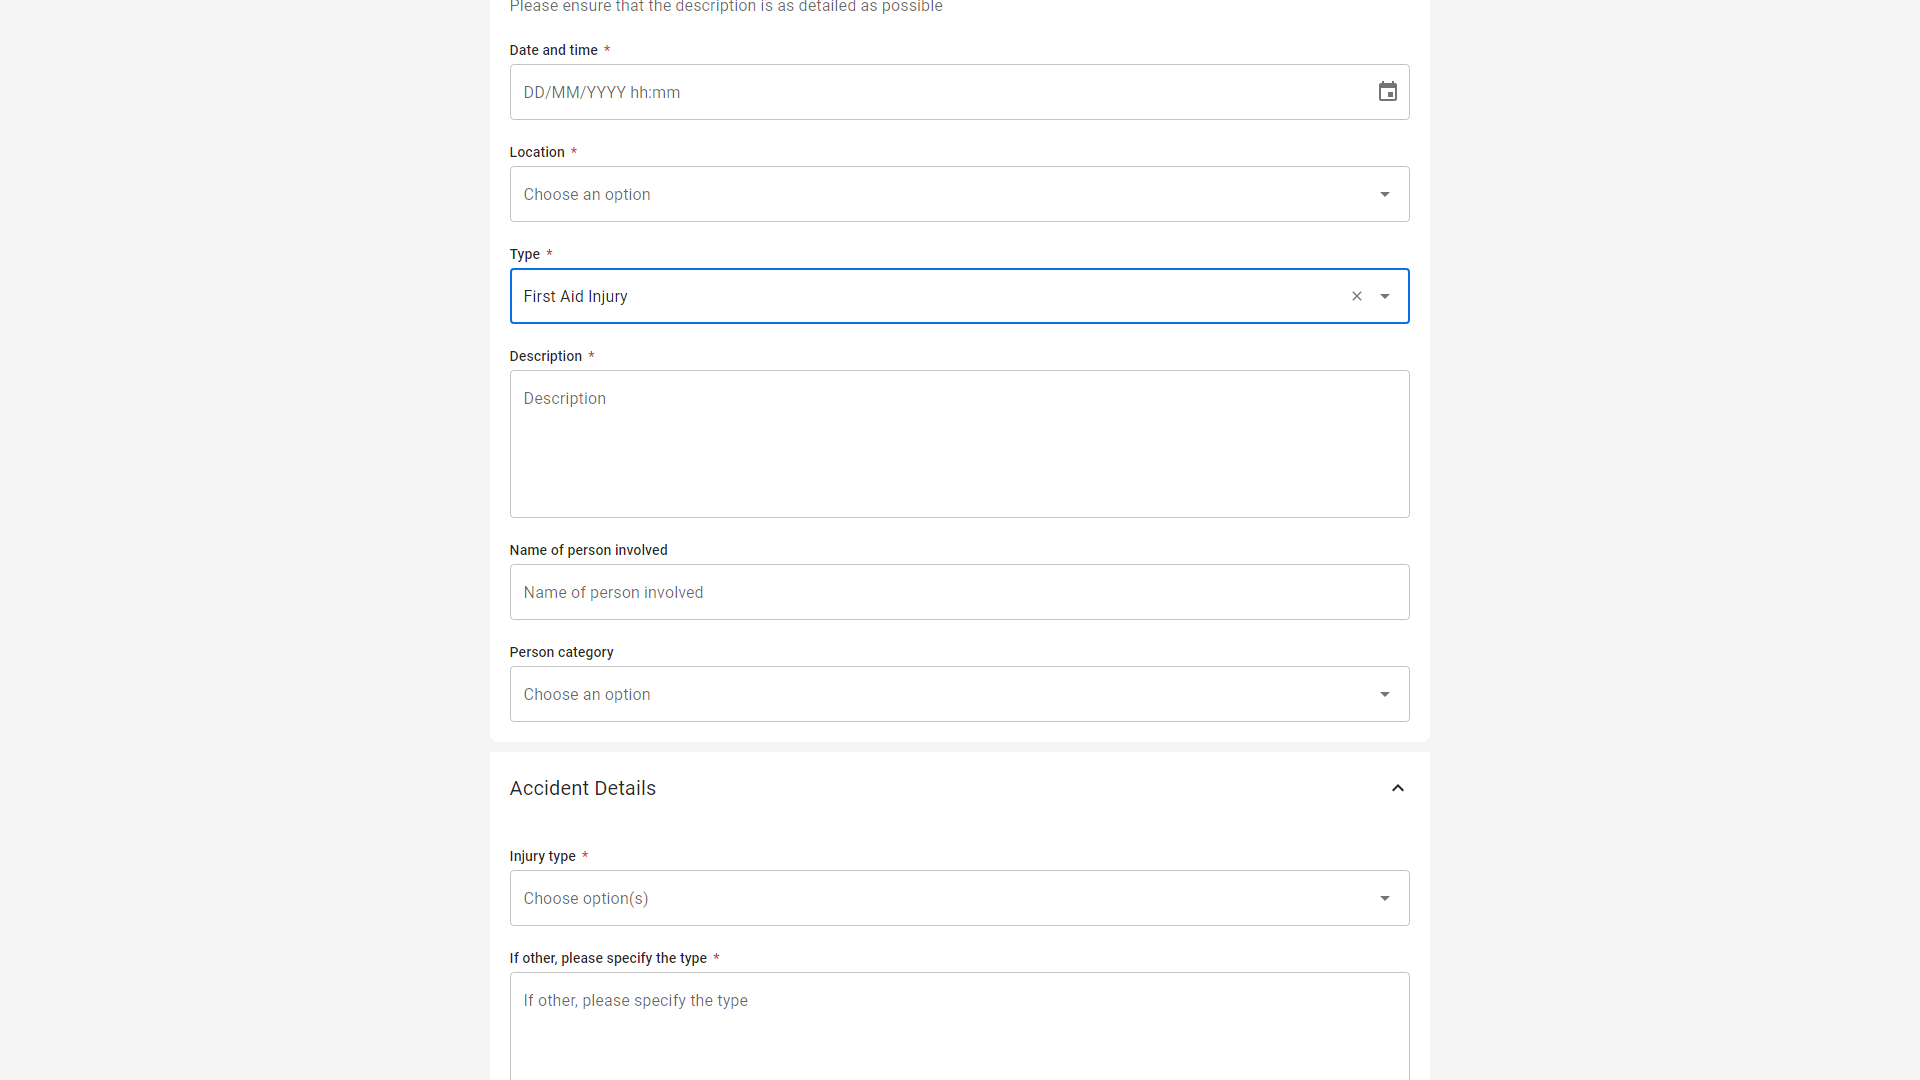 Please ensure that the description is as detailed as possible
Date and time *
DD/MM/YYYY hh:mm
Location *
Choose an option
Type *
First Aid Injury
Description *
Description
Name of person involved
Name of person involved
Person category
Choose an option
Accident Details
Injury type *
Choose option(s)
If other, please specify the type *
If other, please specify the type